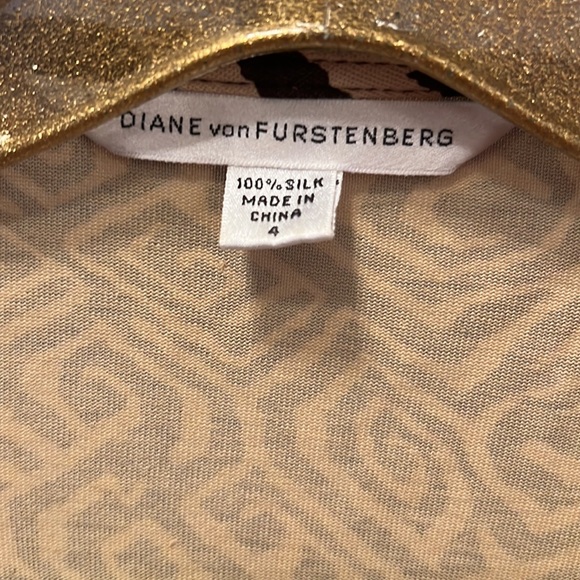 DIANE von FURSTENBERG
100% SILK
MADE IN
CHINA
4